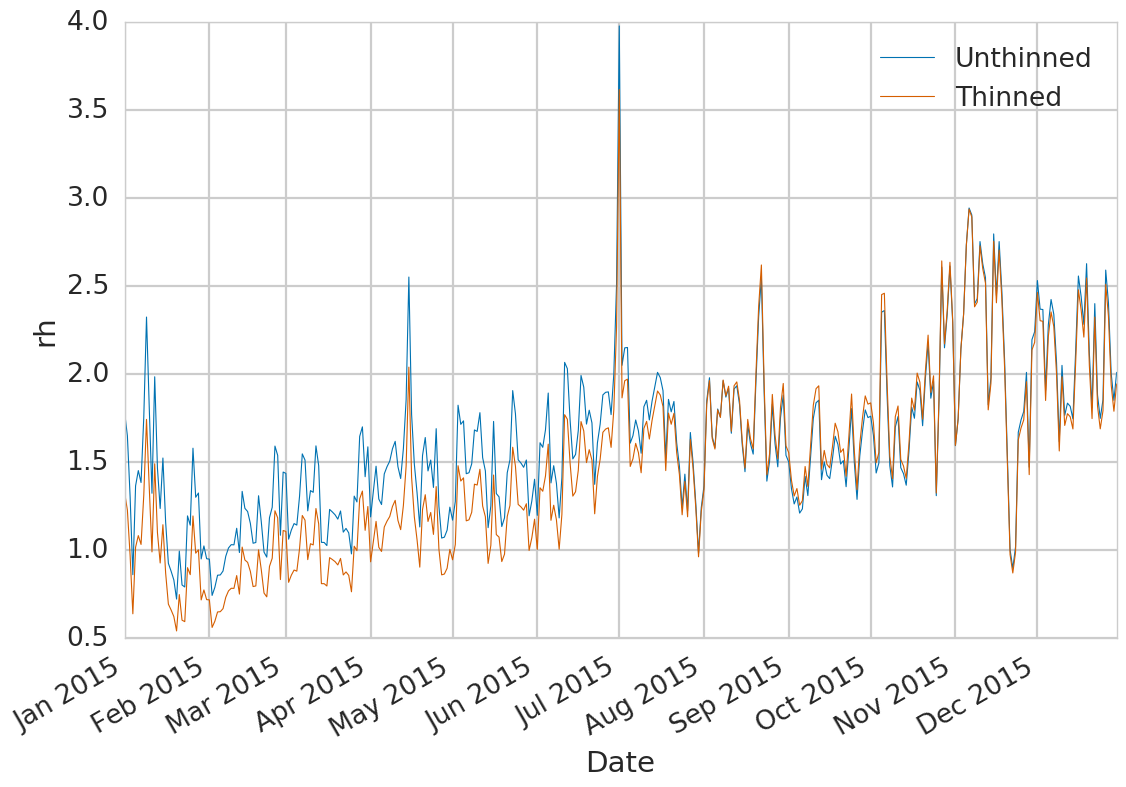 4.0
3.5
3.0
2.5
2.0
1.5
1.0
0.5
rh
Unthinned
Thinned
Jan 2015
Feb 2015
Mar 2015
Apr 2015
May 2015
Jun 2015
Jul 2015
Aug 2015
Sep 2015
Oct 2015
Nov 2015
Dec 2015
Date